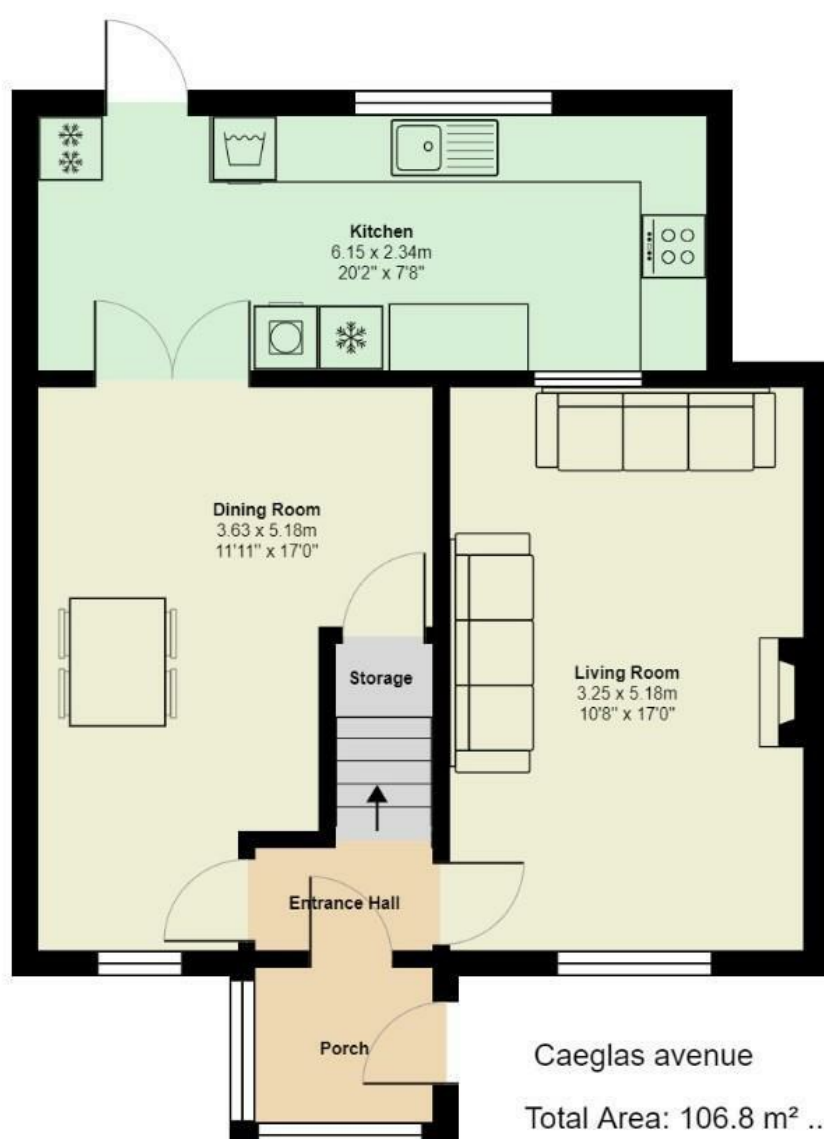 Kitchen
6.15 x 2.34m
20'2" x 7'8"
Dining Room
3.63 x 5.18m
11'11" x 17'0"
Storage
Living Room
3.25 x 5.18m
10'8" x 17'0"
Entrance Hall
Porch
Caeglas avenue
Total Area: 106.8 m² ..